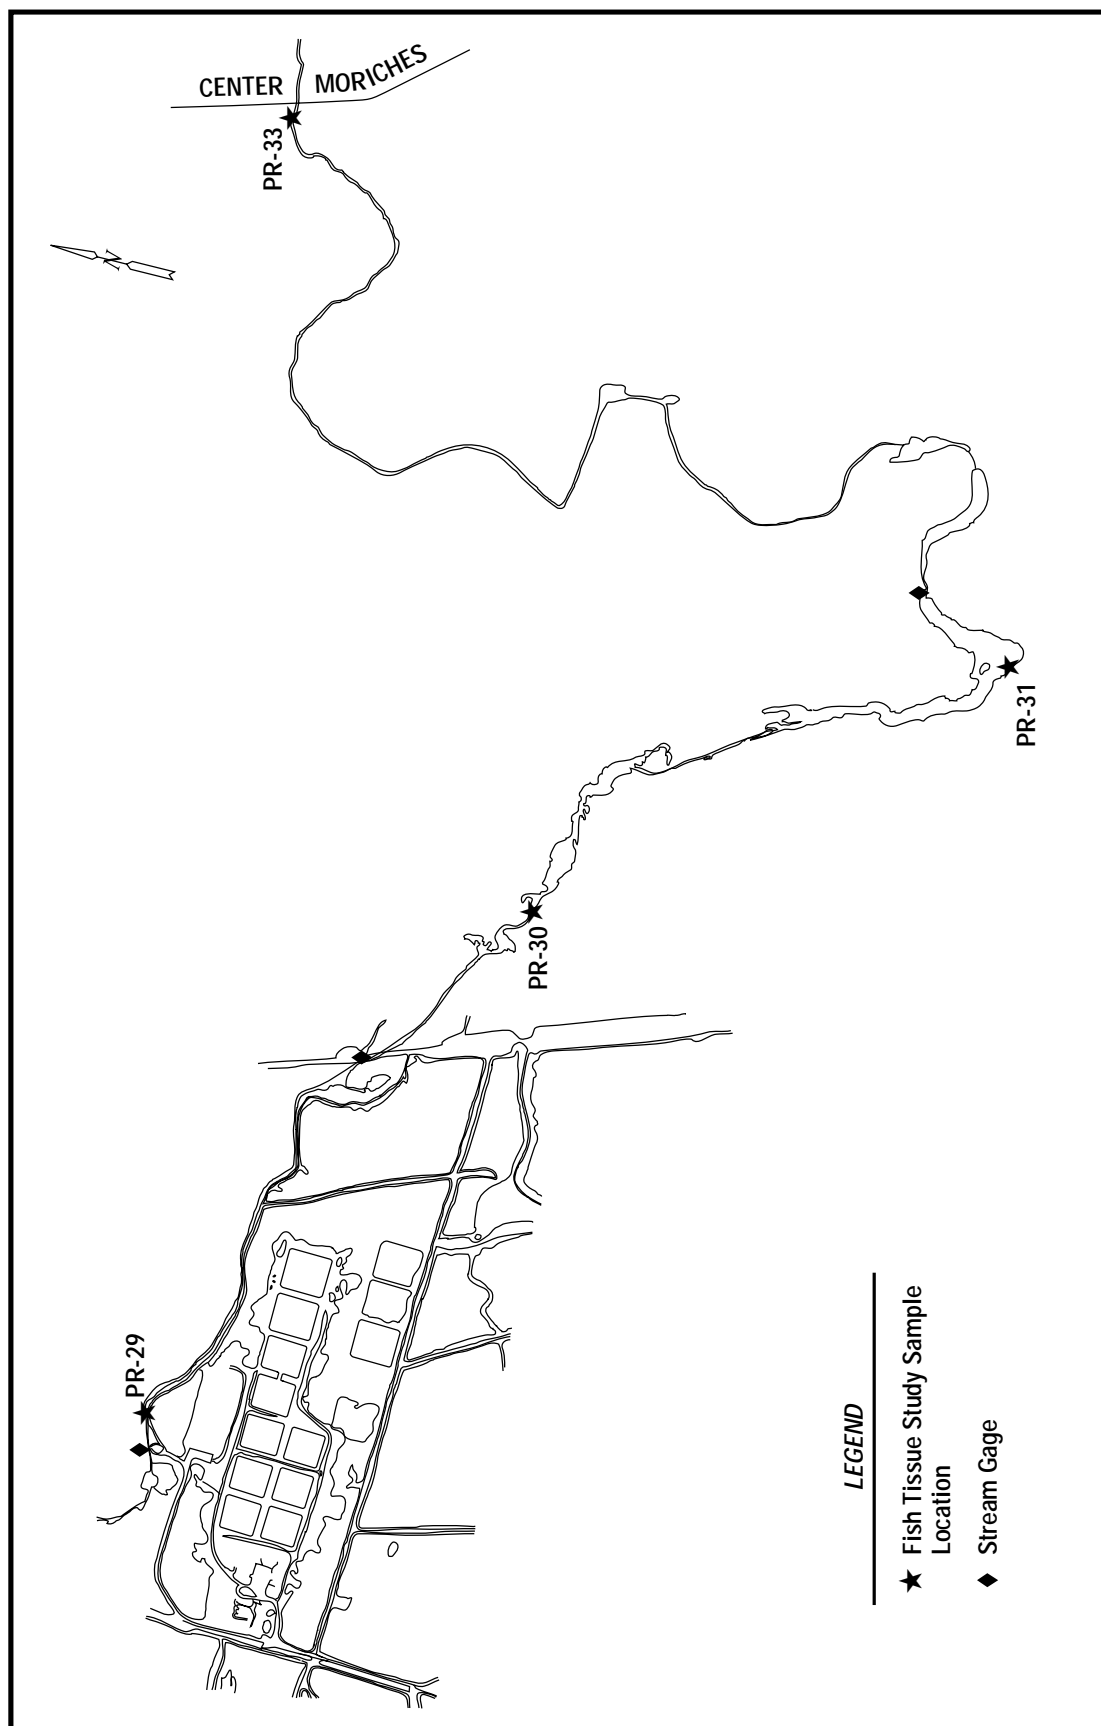 CENTER MORICHES
PR-33
N
PR-31
PR-30
PR-29
LEGEND
Fish Tissue Study Sample
Location
Stream Gage